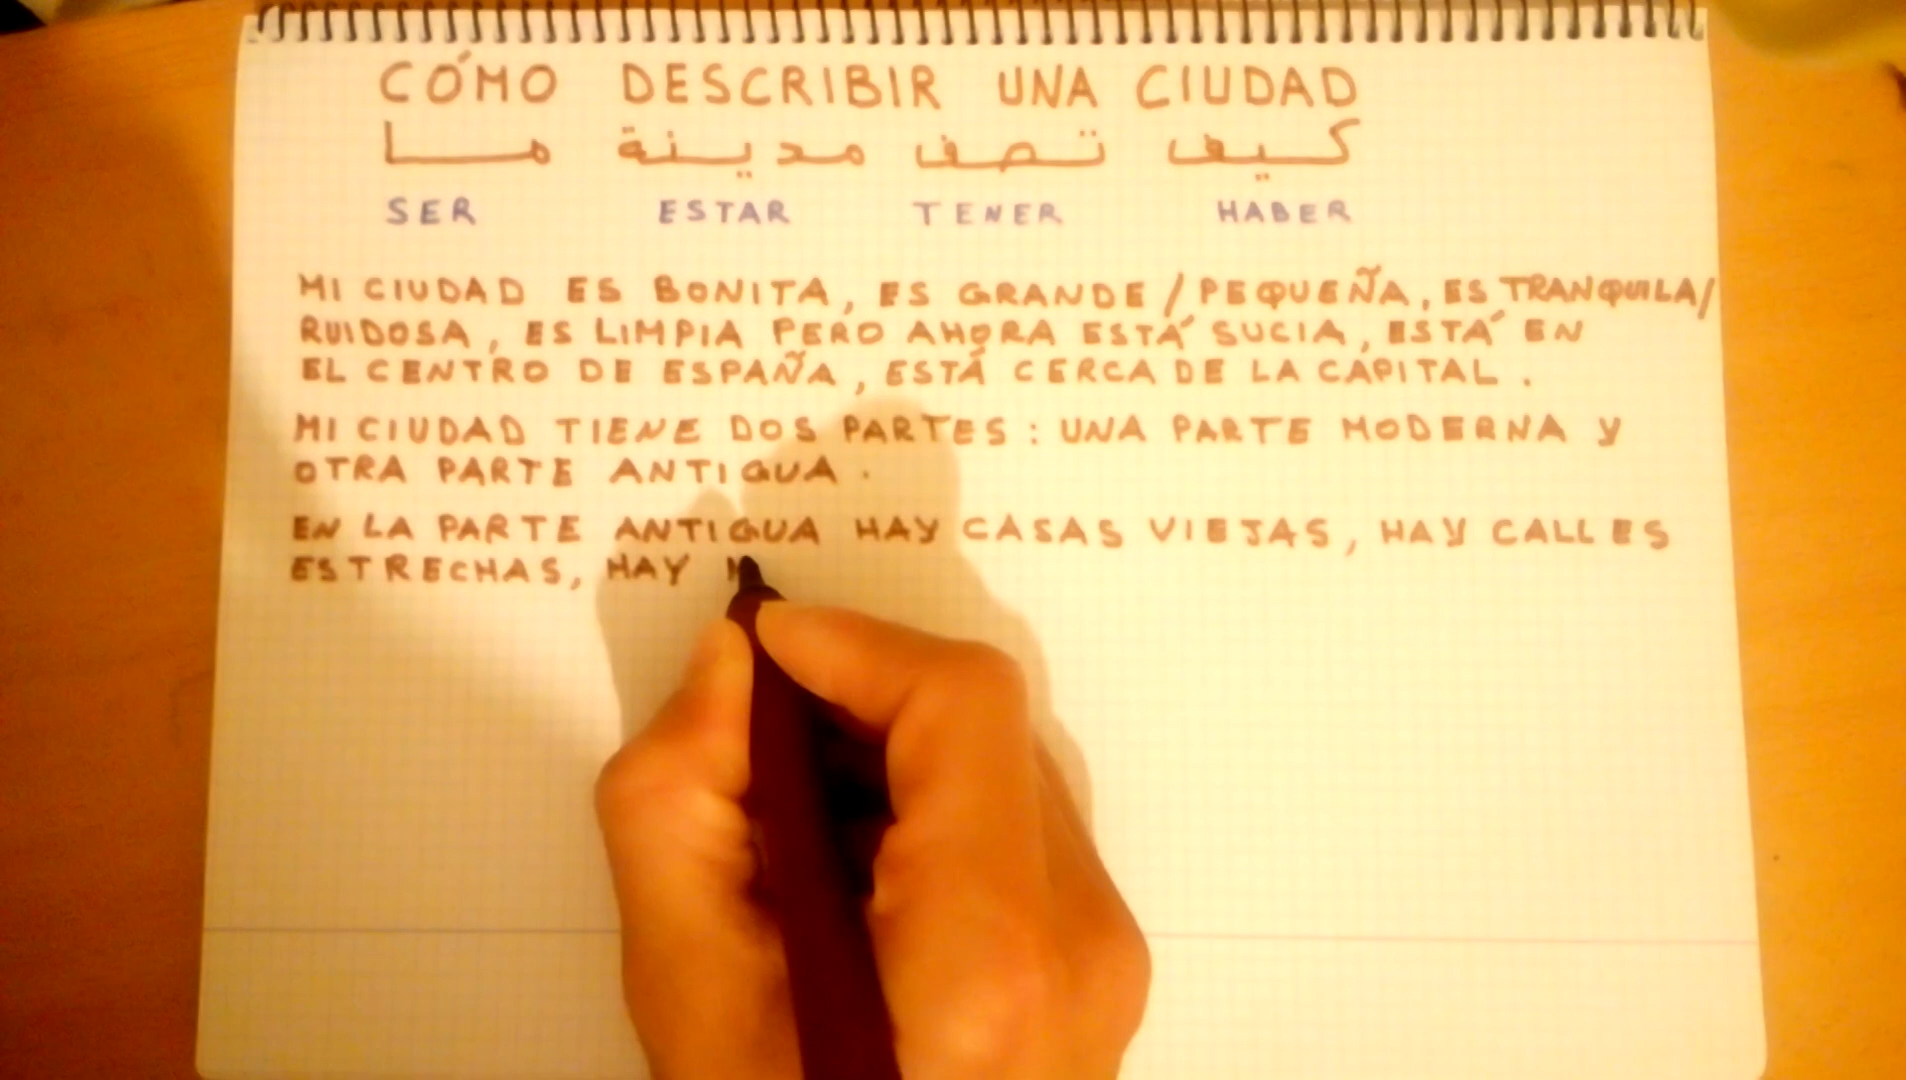 CÓMO DESCRIBIR UNA CIUDAD
كيف تصف مدينة ما
SER ESTAR TENER HABER
MI CIUDAD ES BONITA, ES GRANDE/PEQUEÑA, ES TRANQUILA/
RUIDOSA, ES LIMPIA PERO AHORA ESTÁ SUCIA, ESTÁ EN
EL CENTRO DE ESPAÑA, ESTÁ CERCA DE LA CAPITAL.
MI CIUDAD TIENE DOS PARTES: UNA PARTE MODERNA Y
OTRA PARTE ANTIGUA.
EN LA PARTE ANTIGUA HAY CASAS VIEJAS, HAY CALLES
ESTRECHAS, HAY